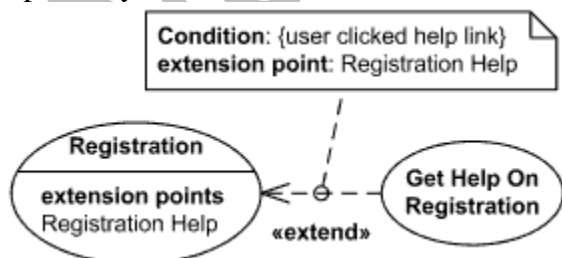 Condition: {user clicked help link}
extension point: Registration Help
Registration
extension points
Registration Help
«extend»
Get Help On
Registration